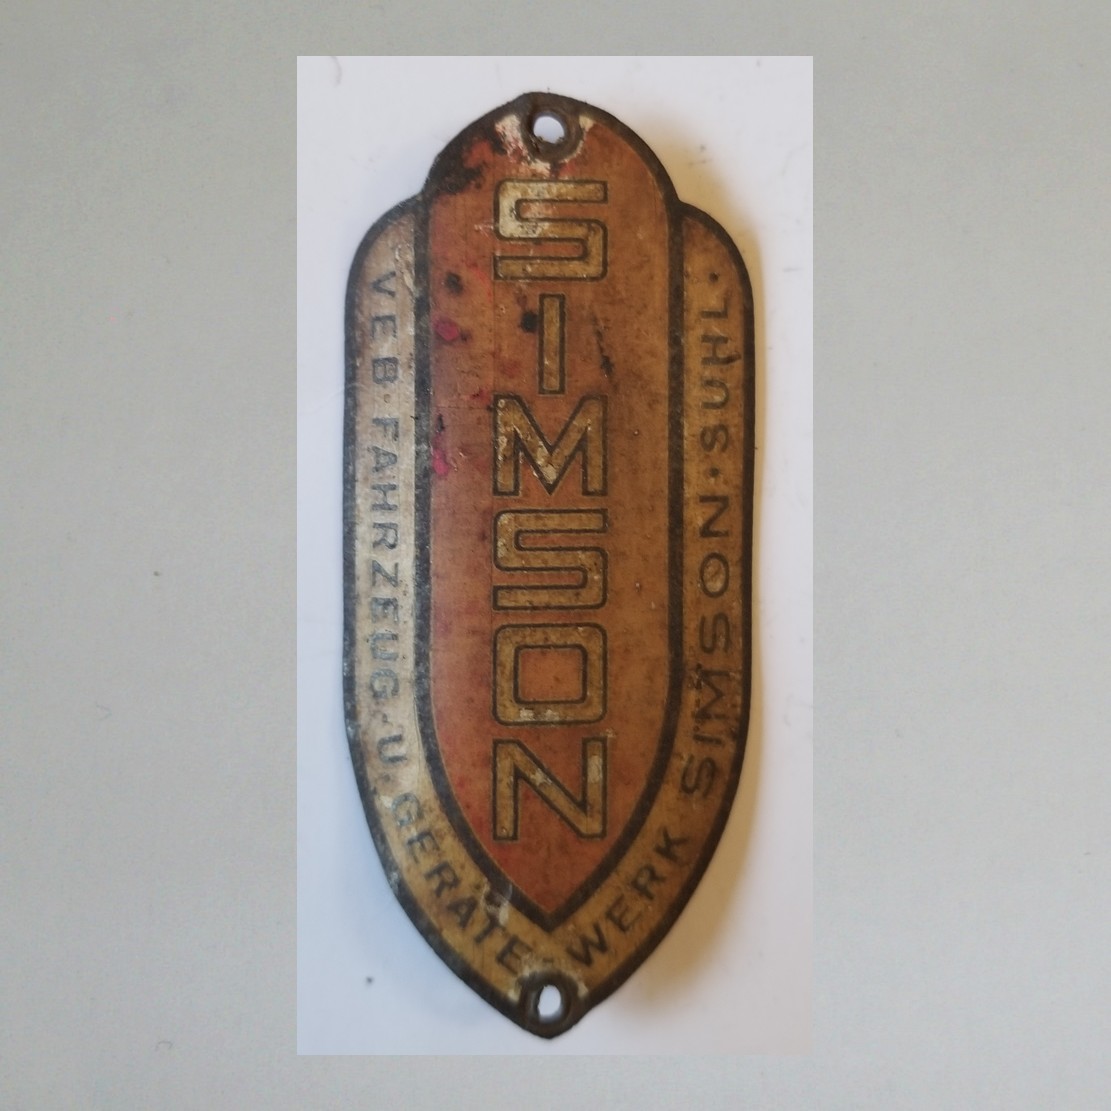 SIMSON
VEB · FAHRZEUG · U. GERÄTE-WERK SIMSON · SUHL ·